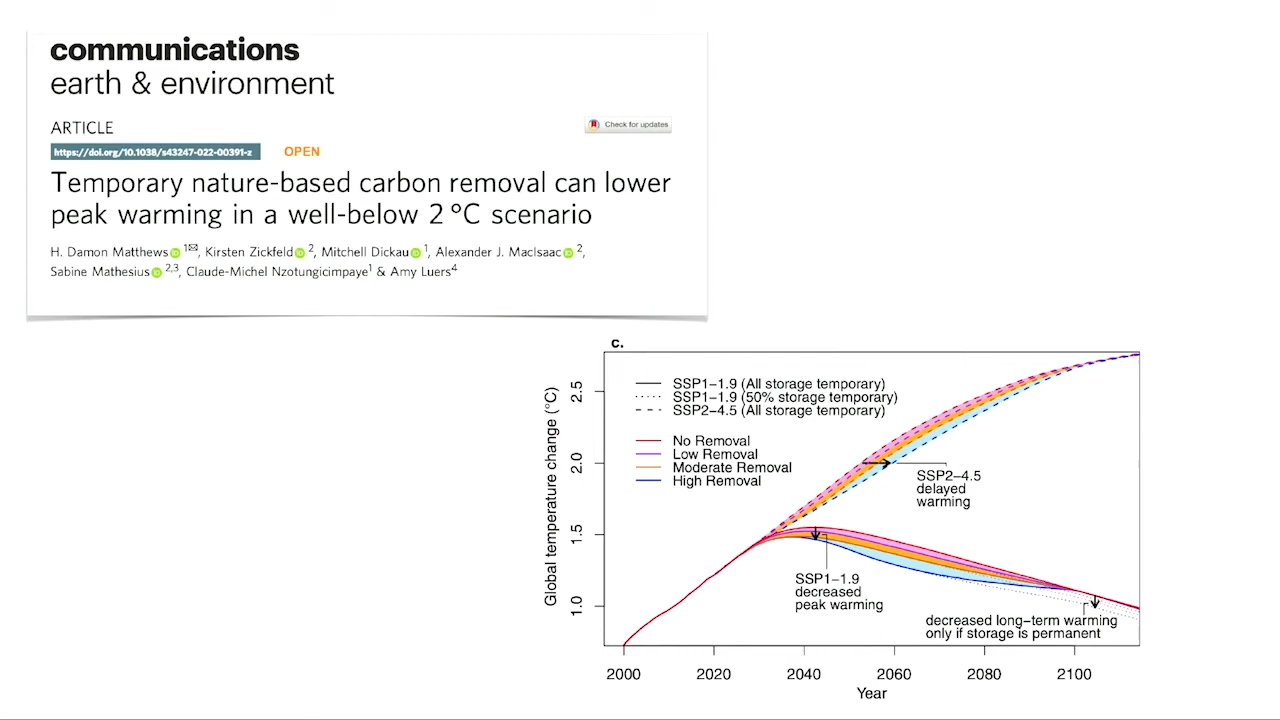 communications
earth & environment
ARTICLE
Check for updates
https://doi.org/10.1038/s43247-022-00391-z OPEN
Temporary nature-based carbon removal can lower
peak warming in a well-below 2 °C scenario
H. Damon Matthews 1✉, Kirsten Zickfeld 2, Mitchell Dickau 1, Alexander J. MacIsaac 2,
Sabine Mathesius 2,3, Claude-Michel Nzotungicimpaye1 & Amy Luers4
c.
SSP1−1.9 (All storage temporary)
SSP1−1.9 (50% storage temporary)
SSP2−4.5 (All storage temporary)
No Removal
Low Removal
Moderate Removal
High Removal
SSP2−4.5
delayed
warming
SSP1−1.9
decreased
peak warming
decreased long−term warming
only if storage is permanent
Global temperature change (°C)
2.5
2.0
1.5
1.0
2000 2020 2040 2060 2080 2100
Year